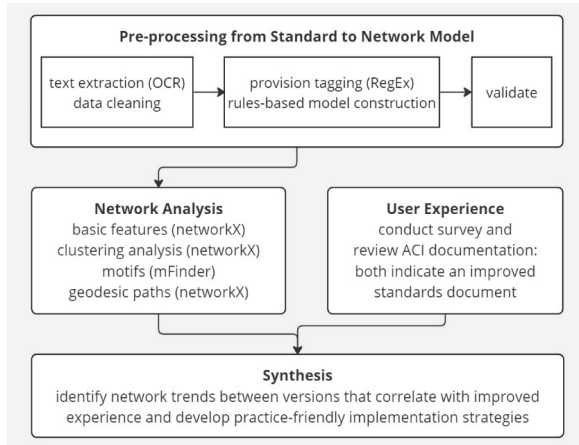 Pre-processing from Standard to Network Model
text extraction (OCR)
data cleaning
provision tagging (RegEx)
rules-based model construction
validate
Network Analysis
basic features (networkX)
clustering analysis (networkX)
motifs (mFinder)
geodesic paths (networkX)
User Experience
conduct survey and
review ACI documentation:
both indicate an improved
standards document
Synthesis
identify network trends between versions that correlate with improved
experience and develop practice-friendly implementation strategies